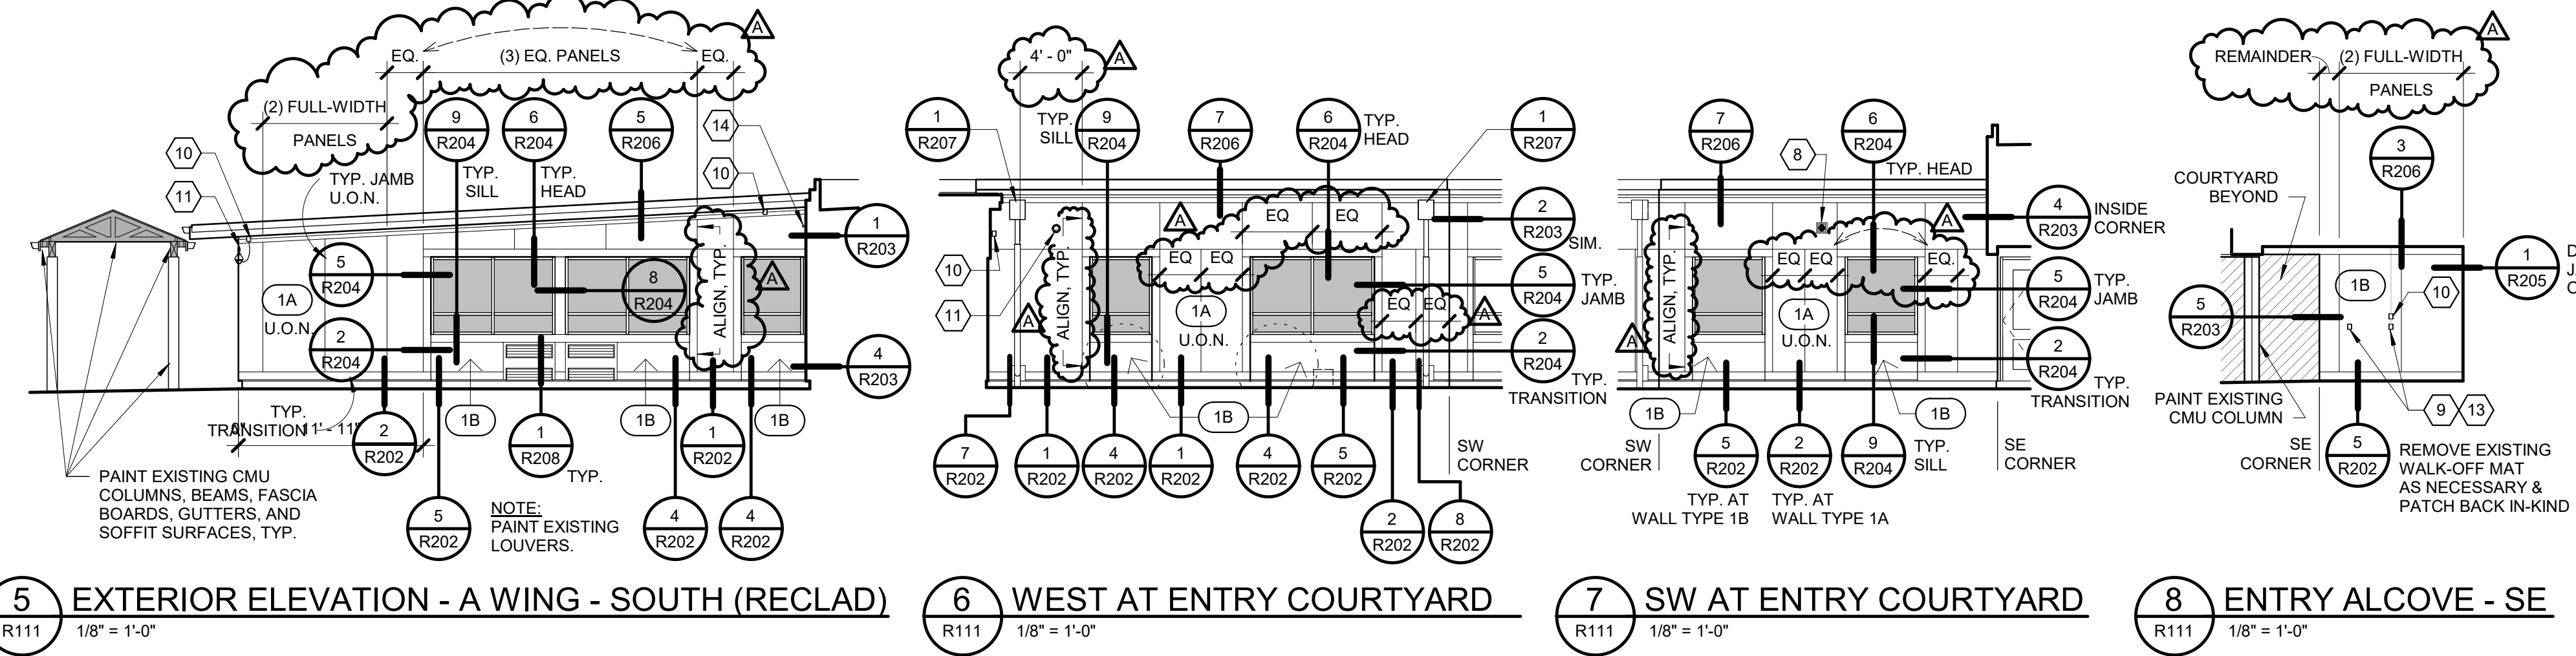 EQ.
(3) EQ. PANELS
EQ.
A
(2) FULL-WIDTH
PANELS
10
11
TYP. JAMB
U.O.N.
9
R204
TYP.
SILL
6
R204
TYP.
HEAD
5
R206
14
10
1
R203
5
R204
1A
U.O.N.
8
R204
ALIGN, TYP.
A
2
R204
4
R203
TYP.
TRANSITION
11' - 11"
2
R202
1B
1B
1B
1
R208
TYP.
1
R202
5
R202
4
R202
4
R202
PAINT EXISTING CMU
COLUMNS, BEAMS, FASCIA
BOARDS, GUTTERS, AND
SOFFIT SURFACES, TYP.
NOTE:
PAINT EXISTING
LOUVERS.
5
R111
EXTERIOR ELEVATION - A WING - SOUTH (RECLAD)
1/8" = 1'-0"
4' - 0"
A
1
R207
TYP.
SILL
9
R204
7
R206
6
R204
TYP.
HEAD
1
R207
A
EQ
EQ
EQ
EQ
2
R203
SIM.
10
11
A
ALIGN, TYP.
1A
U.O.N.
5
R204
TYP.
JAMB
EQ
EQ
A
2
R204
TYP.
TRANSITION
1B
7
R202
1
R202
4
R202
1
R202
4
R202
5
R202
SW
CORNER
2
R202
8
R202
6
R111
WEST AT ENTRY COURTYARD
1/8" = 1'-0"
7
R206
8
6
R204
TYP. HEAD
4
R203
INSIDE
CORNER
A
EQ
EQ
EQ.
ALIGN, TYP.
A
1A
U.O.N.
5
R204
TYP.
JAMB
2
R204
TYP.
TRANSITION
1B
1B
SW
CORNER
5
R202
TYP. AT
WALL TYPE 1B
2
R202
TYP. AT
WALL TYPE 1A
9
R204
TYP.
SILL
SE
CORNER
7
R111
SW AT ENTRY COURTYARD
1/8" = 1'-0"
A
REMAINDER
(2) FULL-WIDTH
PANELS
3
R206
COURTYARD
BEYOND
1
R205
1B
10
5
R203
PAINT EXISTING
CMU COLUMN
9
13
SE
CORNER
5
R202
REMOVE EXISTING
WALK-OFF MAT
AS NECESSARY &
PATCH BACK IN-KIND
8
R111
ENTRY ALCOVE - SE
1/8" = 1'-0"